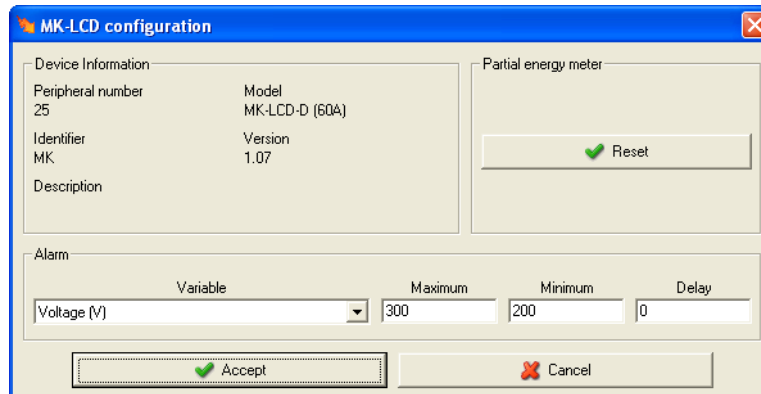 MK-LCD configuration
Device Information
Peripheral number Model
25 MK-LCD-D (60A)
Identifier Version
MK 1.07
Description
Partial energy meter
Reset
Alarm
Variable Maximum Minimum Delay
Voltage (V) 300 200 0
Accept Cancel